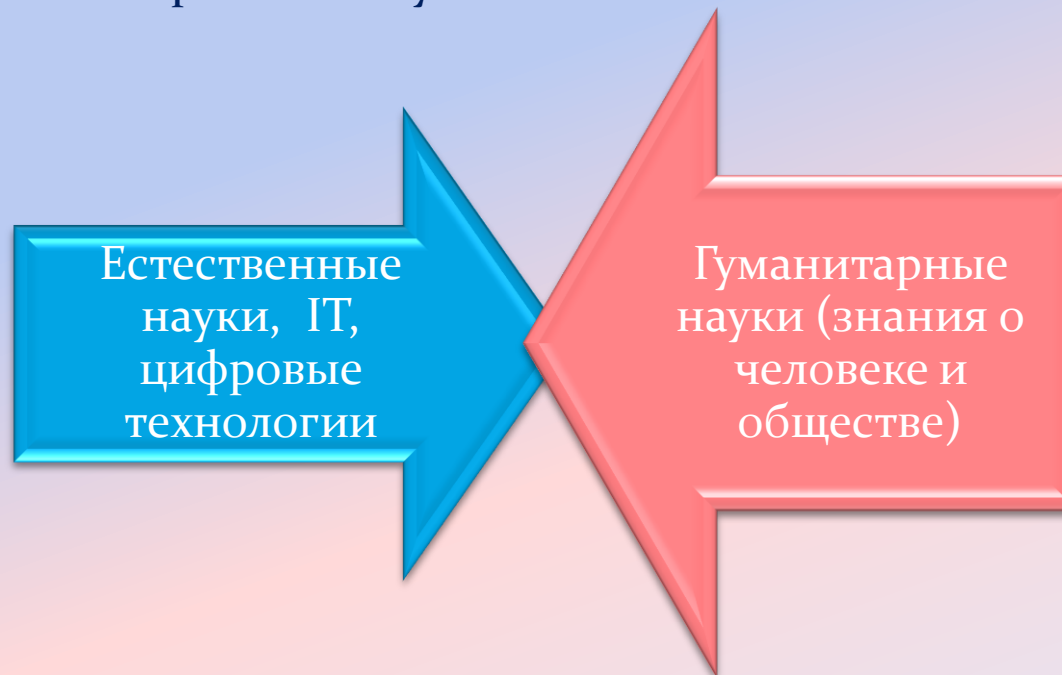 Естественные
науки, IT,
цифровые
технологии
Гуманитарные
науки (знания о
человеке и
обществе)